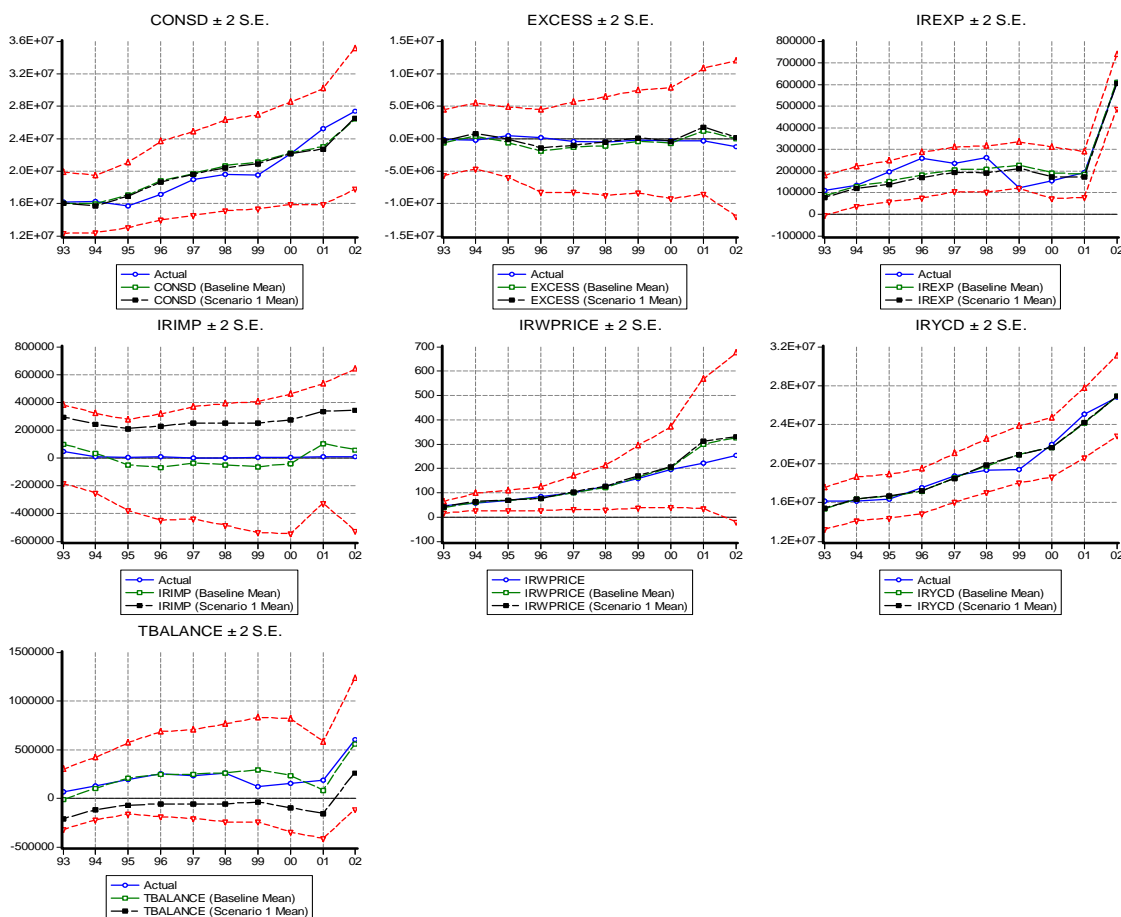 CONSD ± 2 S.E.
3.6E+07
3.2E+07
2.8E+07
2.4E+07
2.0E+07
1.6E+07
1.2E+07
93 94 95 96 97 98 99 00 01 02
Actual
CONSD (Baseline Mean)
CONSD (Scenario 1 Mean)
EXCESS ± 2 S.E.
1.5E+07
1.0E+07
5.0E+06
0.0E+00
-5.0E+06
-1.0E+07
-1.5E+07
93 94 95 96 97 98 99 00 01 02
Actual
EXCESS (Baseline Mean)
EXCESS (Scenario 1 Mean)
IREXP ± 2 S.E.
800000
700000
600000
500000
400000
300000
200000
100000
0
-100000
93 94 95 96 97 98 99 00 01 02
Actual
IREXP (Baseline Mean)
IREXP (Scenario 1 Mean)
IRIMP ± 2 S.E.
800000
600000
400000
200000
0
-200000
-400000
-600000
93 94 95 96 97 98 99 00 01 02
Actual
IRIMP (Baseline Mean)
IRIMP (Scenario 1 Mean)
IRWPRICE ± 2 S.E.
700
600
500
400
300
200
100
0
-100
93 94 95 96 97 98 99 00 01 02
IRWPRICE
IRWPRICE (Baseline Mean)
IRWPRICE (Scenario 1 Mean)
IRYCD ± 2 S.E.
3.2E+07
2.8E+07
2.4E+07
2.0E+07
1.6E+07
1.2E+07
93 94 95 96 97 98 99 00 01 02
Actual
IRYCD (Baseline Mean)
IRYCD (Scenario 1 Mean)
TBALANCE ± 2 S.E.
1500000
1000000
500000
0
-500000
93 94 95 96 97 98 99 00 01 02
Actual
TBALANCE (Baseline Mean)
TBALANCE (Scenario 1 Mean)